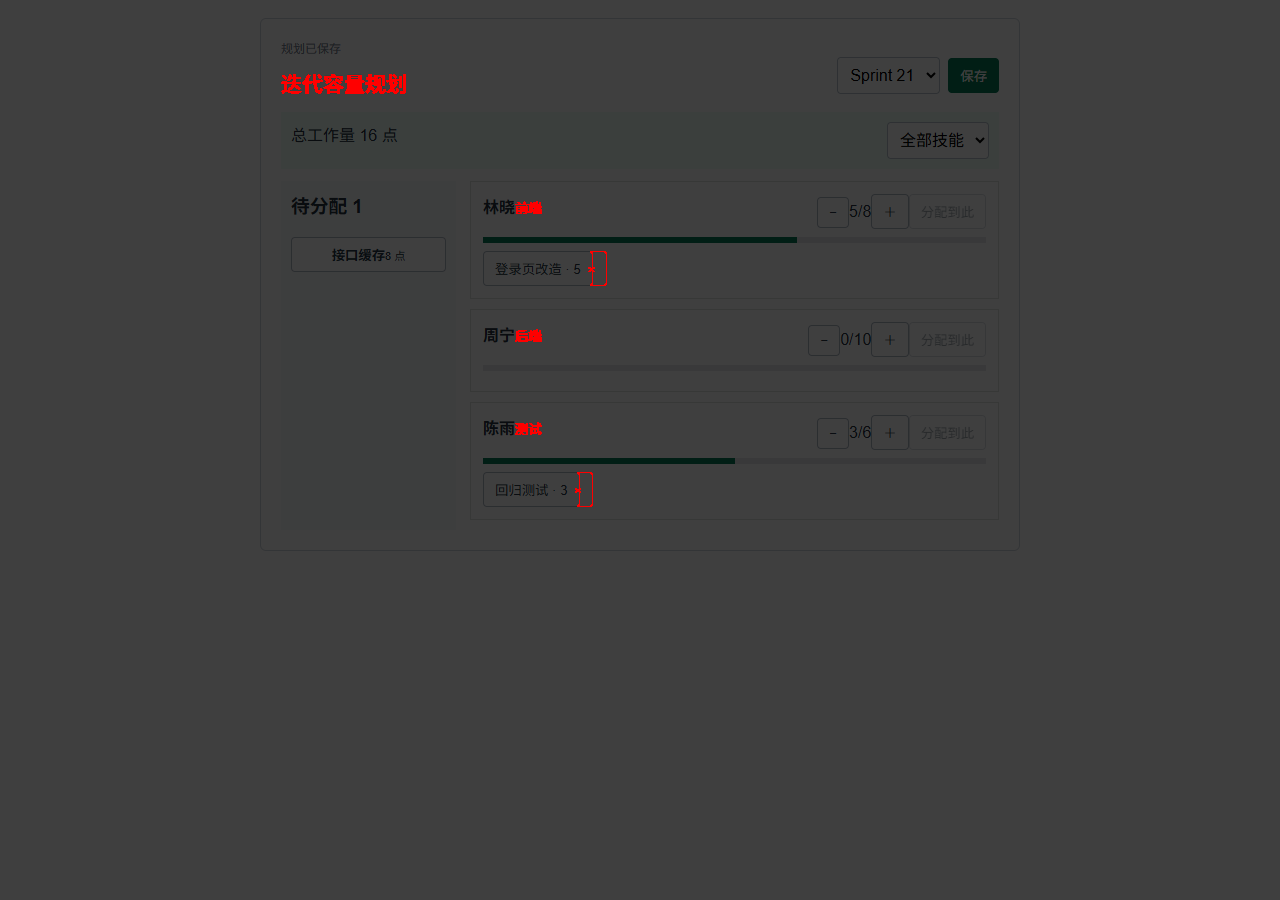 规划已保存
迭代容量规划
Sprint 21
保存
总工作量 16 点
全部技能
待分配 1
接口缓存8 点
林晓前端
− 5/8 + 分配到此
登录页改造 · 5 ×
周宁后端
− 0/10 + 分配到此
陈雨测试
− 3/6 + 分配到此
回归测试 · 3 ×